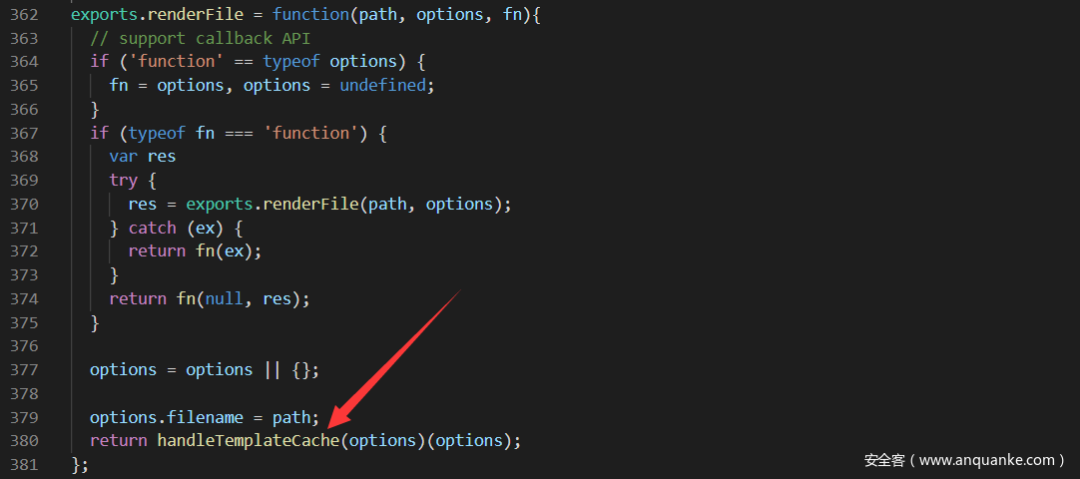 362 exports.renderFile = function(path, options, fn){
363   // support callback API
364   if ('function' == typeof options) {
365     fn = options, options = undefined;
366   }
367   if (typeof fn === 'function') {
368     var res
369     try {
370       res = exports.renderFile(path, options);
371     } catch (ex) {
372       return fn(ex);
373     }
374     return fn(null, res);
375   }
376
377   options = options || {};
378
379   options.filename = path;
380   return handleTemplateCache(options)(options);
381 };
安全客（www.anquanke.com）